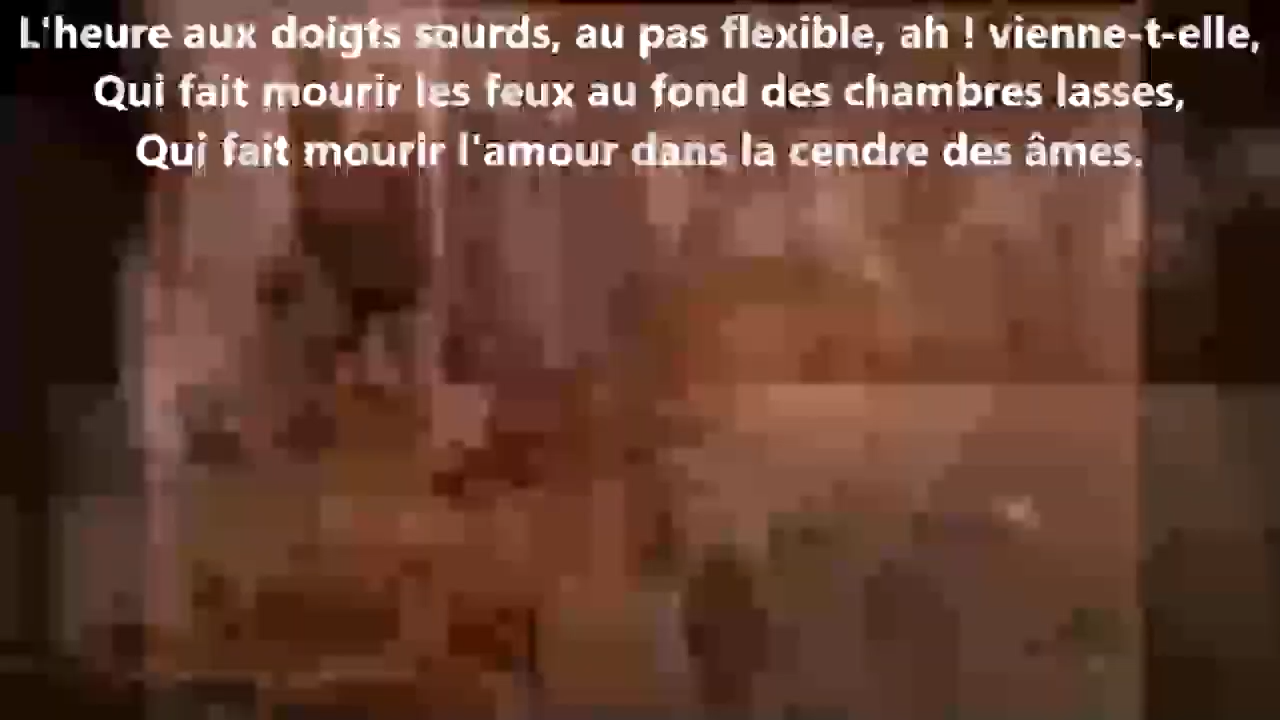 L'heure aux doigts sourds, au pas flexible, ah ! vienne-t-elle,
Qui fait mourir les feux au fond des chambres lasses,
Qui fait mourir l'amour dans la cendre des âmes.